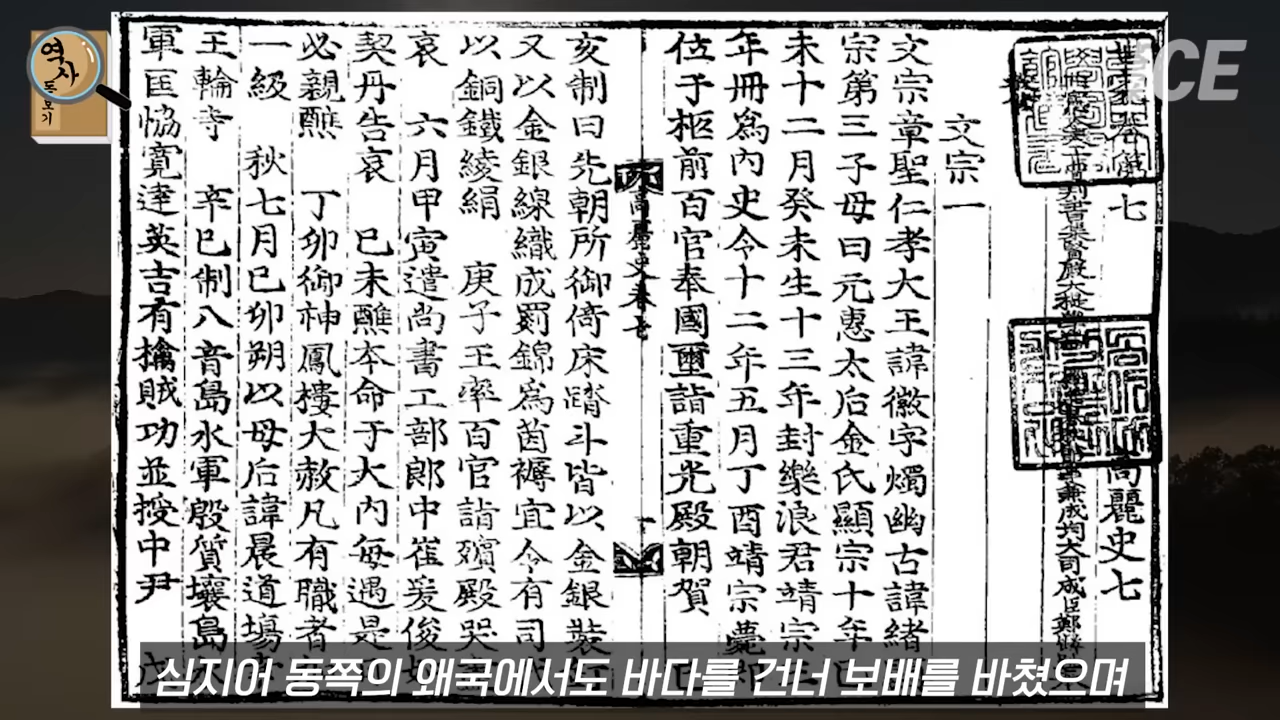 역사
돋보기
ICE
七
高麗史七
文宗一
文宗章聖仁孝大王諱徽字燭幽古諱緒
宗第三子母曰元惠太后金氏顯宗十年
未十二月癸未生十三年封樂浪君靖宗
年冊爲內史令十二年五月丁酉靖宗薨
位于柩前百官奉國璽詣重光殿朝賀
高麗史卷七
亥制曰先朝所御倚床踏斗皆以金銀裝
又以金銀線織成罽錦爲茵褥宜令有司
以銅鐵綾絹 庚子王率百官詣殯殿哭
哀 六月甲寅遣尚書工部郎中崔爰俊
契丹告哀 己未醮本命于大內每遇是
必親醮 丁卯御神鳳樓大赦凡有職者
一級 秋七月己卯朔以母后諱晨道場
王輪寺 辛巳制八音島水軍殷質壤島
軍匡恊寬達英吉有擒賊功並授中尹
심지어 동쪽의 왜국에서도 바다를 건너 보배를 바쳤으며